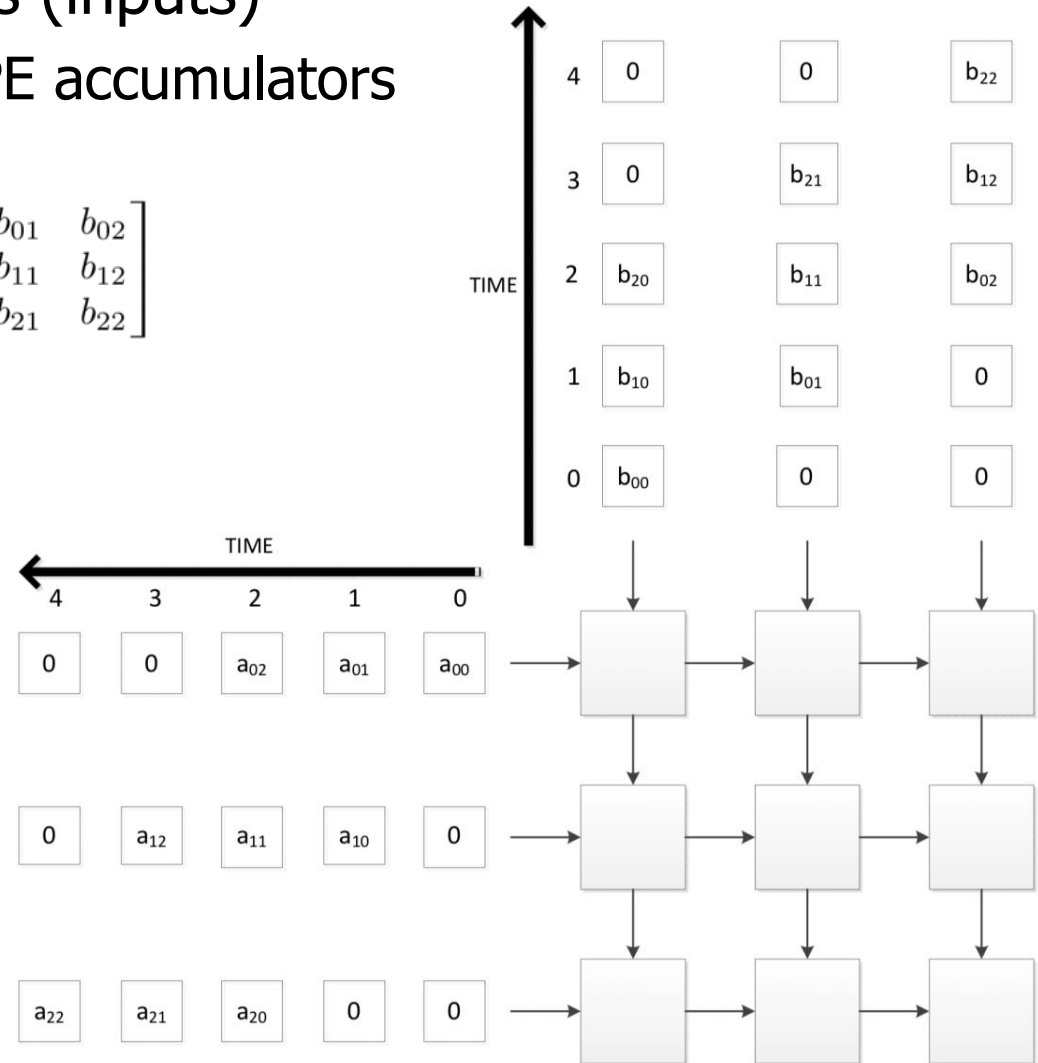 s (inputs)
PE accumulators
b₀₁ b₀₂
b₁₁ b₁₂
b₂₁ b₂₂
4 0 0 b₂₂
3 0 b₂₁ b₁₂
TIME 2 b₂₀ b₁₁ b₀₂
1 b₁₀ b₀₁ 0
0 b₀₀ 0 0
TIME
4 3 2 1 0
0 0 a₀₂ a₀₁ a₀₀
0 a₁₂ a₁₁ a₁₀ 0
a₂₂ a₂₁ a₂₀ 0 0